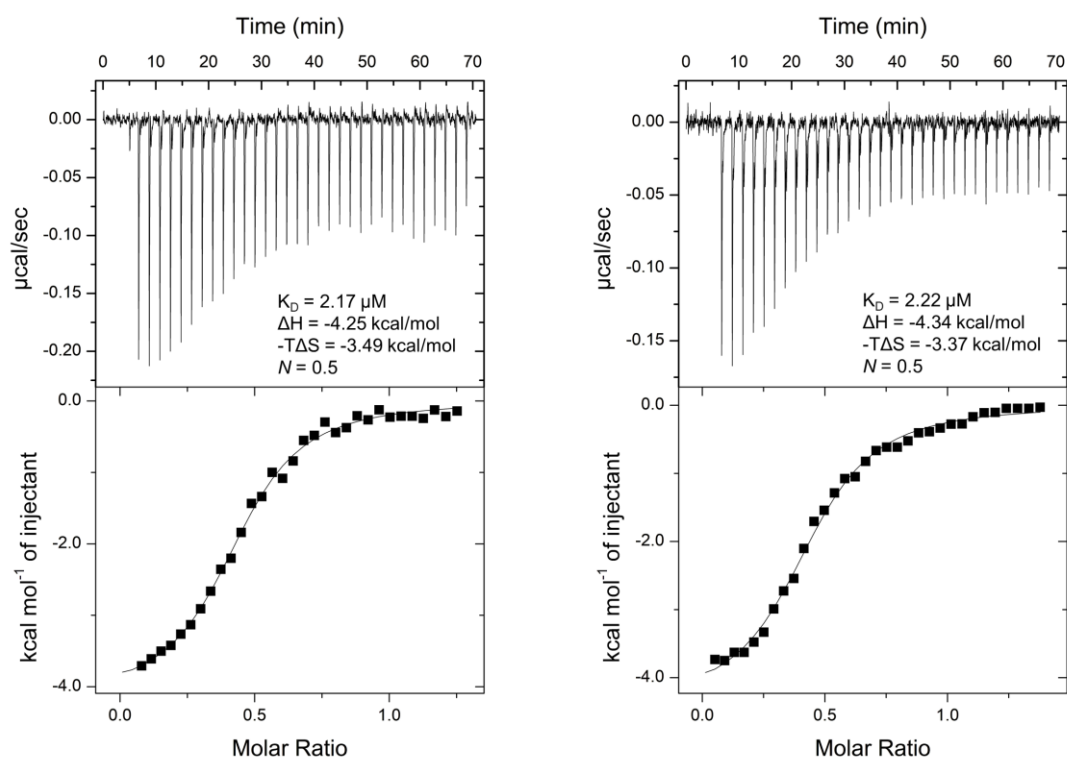 Time (min)
0 10 20 30 40 50 60 70
0.00
-0.05
-0.10
-0.15
-0.20
µcal/sec
K_D = 2.17 µM
ΔH = -4.25 kcal/mol
-TΔS = -3.49 kcal/mol
N = 0.5
0.0
-2.0
-4.0
kcal mol⁻¹ of injectant
0.0 0.5 1.0
Molar Ratio
Time (min)
0 10 20 30 40 50 60 70
0.00
-0.05
-0.10
-0.15
µcal/sec
K_D = 2.22 µM
ΔH = -4.34 kcal/mol
-TΔS = -3.37 kcal/mol
N = 0.5
0.0
-2.0
-4.0
kcal mol⁻¹ of injectant
0.0 0.5 1.0
Molar Ratio